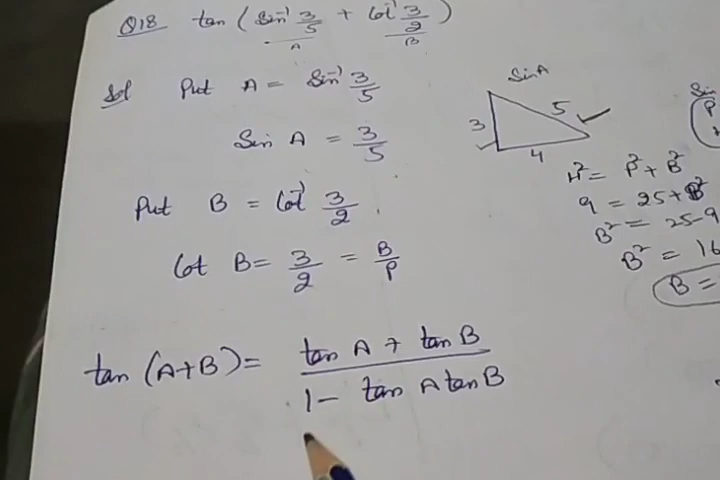 Q18 tan ( Sin⁻¹ 3/5 + Cot⁻¹ 3/2 )
A B
Sol Put A = Sin⁻¹ 3/5
Sin A = 3/5
Put B = Cot⁻¹ 3/2
Cot B = 3/2 = B/P
tan (A+B) = tan A + tan B / 1 - tan A tan B
Sin A
3 5
4
H² = P² + B²
9 = 25 + B²
B² = 25 - 9
B² = 16
B =
Sin
P